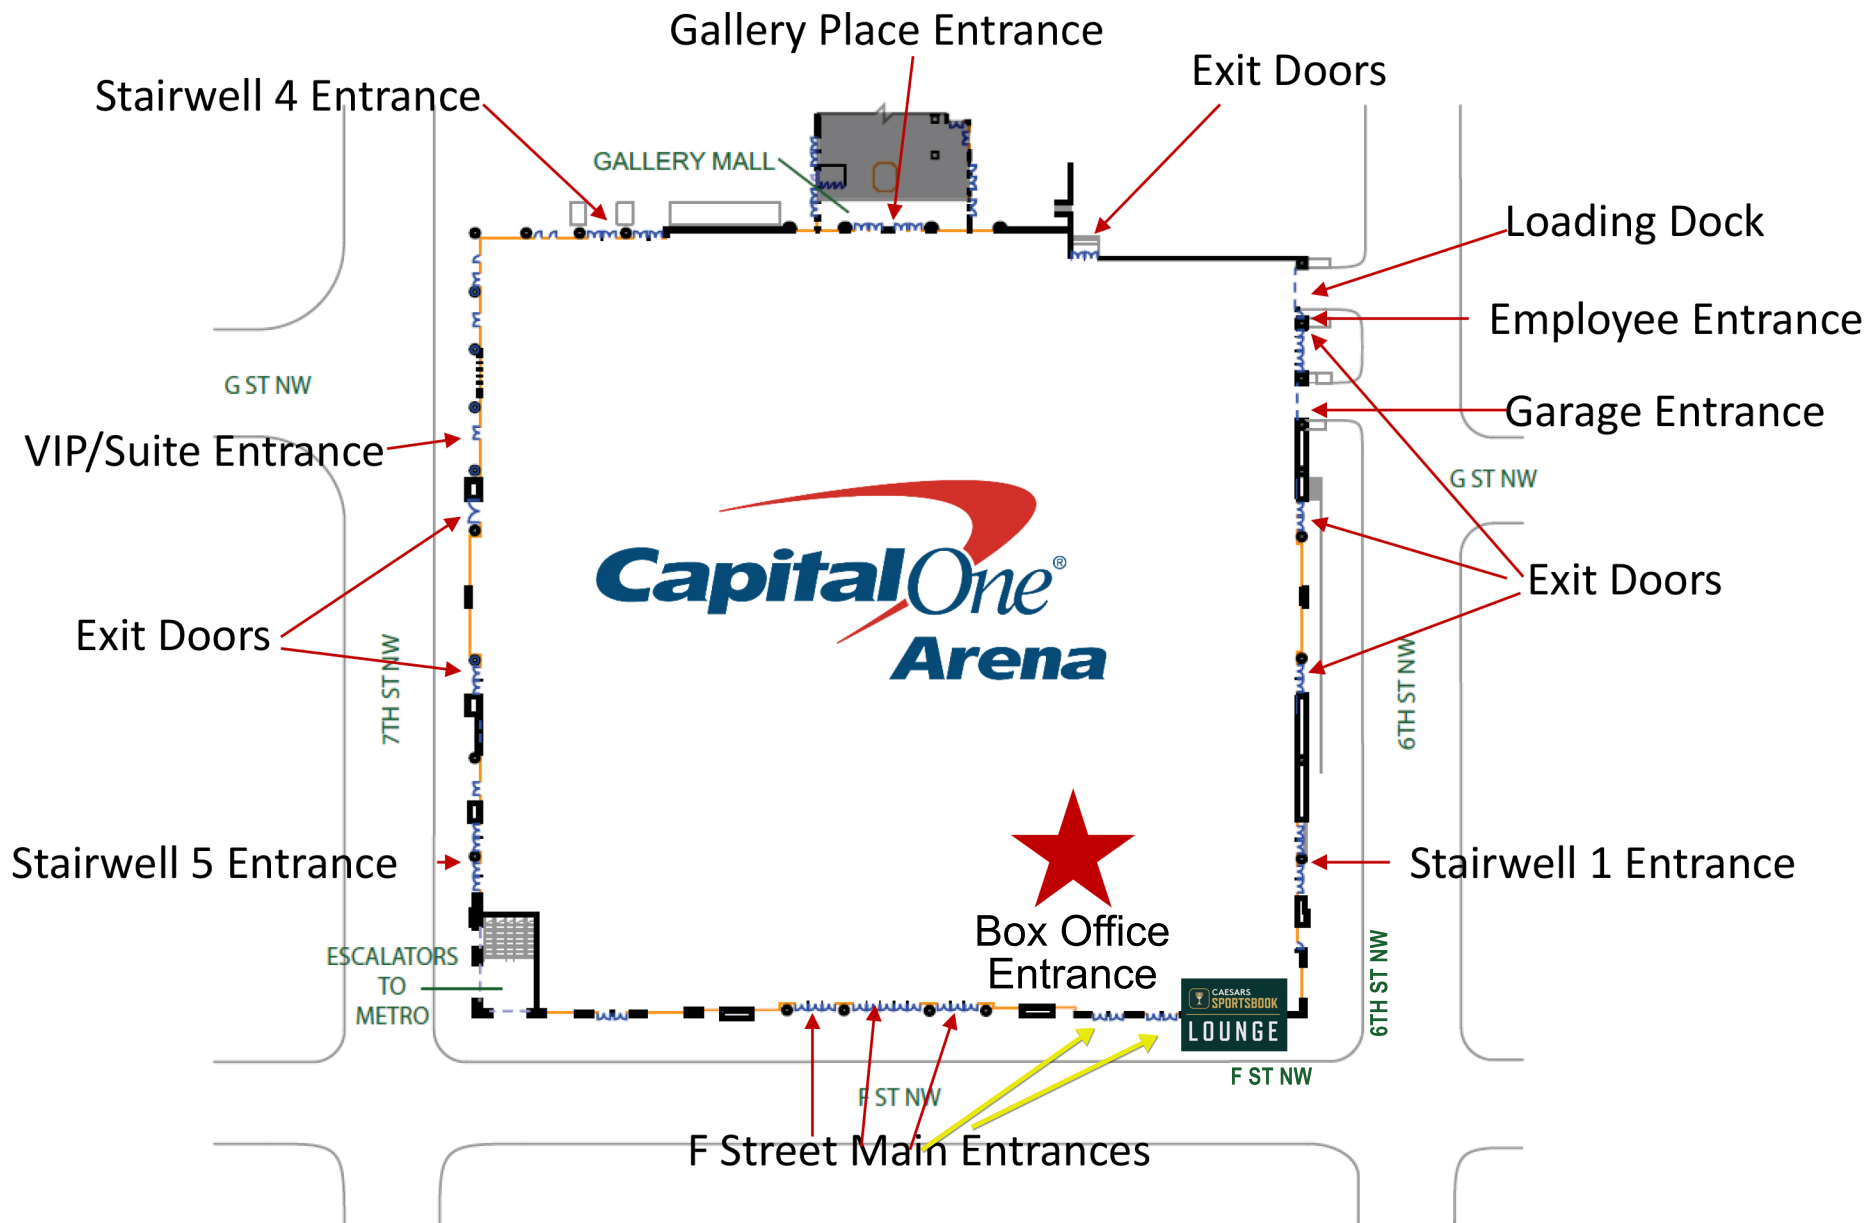 Gallery Place Entrance
Exit Doors
Stairwell 4 Entrance
GALLERY MALL
Loading Dock
Employee Entrance
G ST NW
Garage Entrance
VIP/Suite Entrance
G ST NW
CapitalOne®
Arena
Exit Doors
Exit Doors
7TH ST NW
6TH ST NW
Stairwell 5 Entrance
Stairwell 1 Entrance
Box Office
Entrance
ESCALATORS
TO
METRO
6TH ST NW
CAESARS
SPORTSBOOK
LOUNGE
F ST NW
F ST NW
F Street Main Entrances